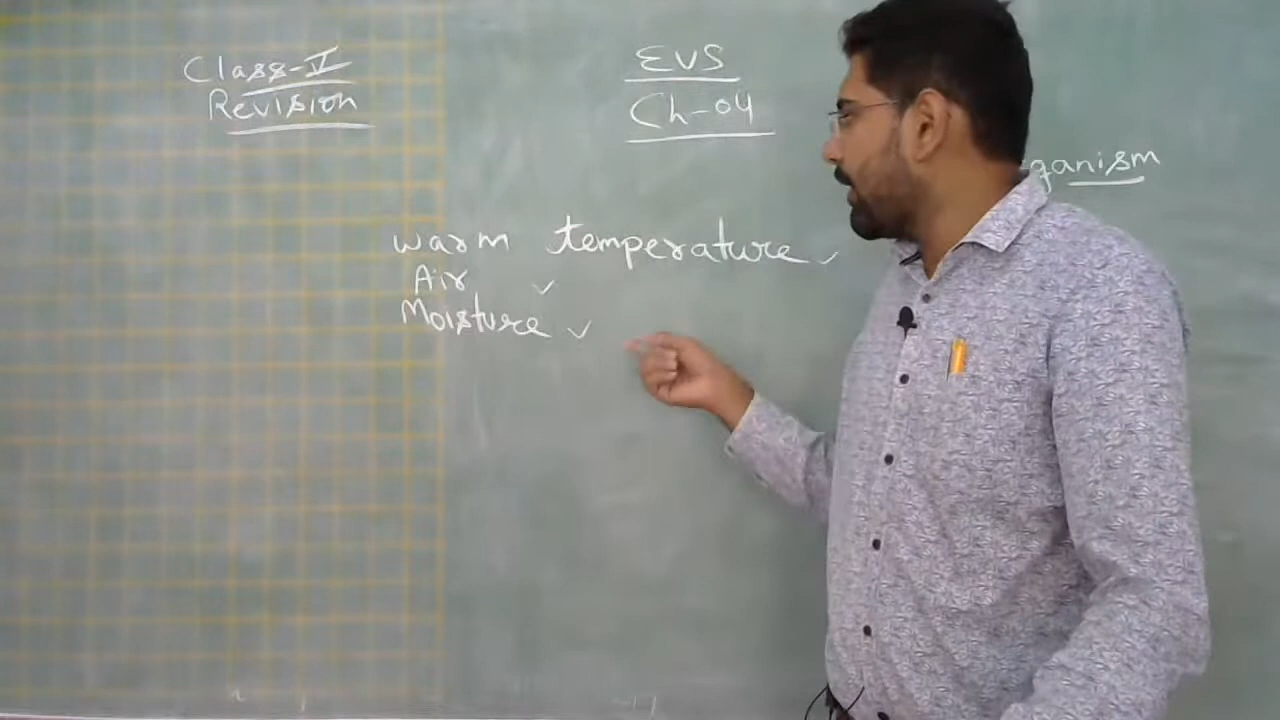 Class-V
Revision
EVS
Ch-04
ganism
warm temperature ✓
Air ✓
Moisture ✓